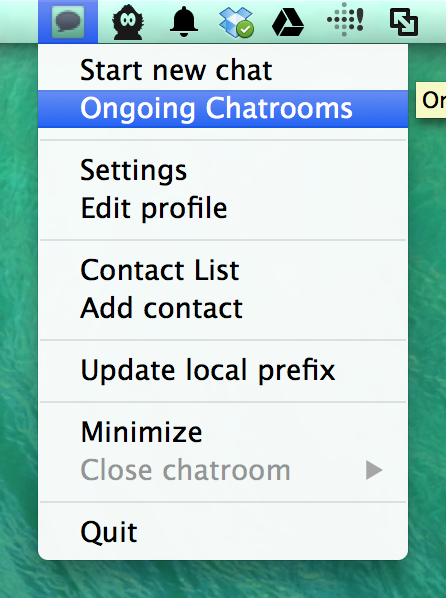 Start new chat
Ongoing Chatrooms
Or
Settings
Edit profile
Contact List
Add contact
Update local prefix
Minimize
Close chatroom
Quit